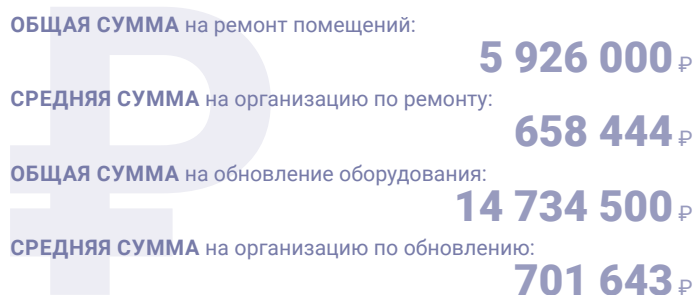 ОБЩАЯ СУММА на ремонт помещений:
5 926 000 ₽
СРЕДНЯЯ СУММА на организацию по ремонту:
658 444 ₽
ОБЩАЯ СУММА на обновление оборудования:
14 734 500 ₽
СРЕДНЯЯ СУММА на организацию по обновлению:
701 643 ₽